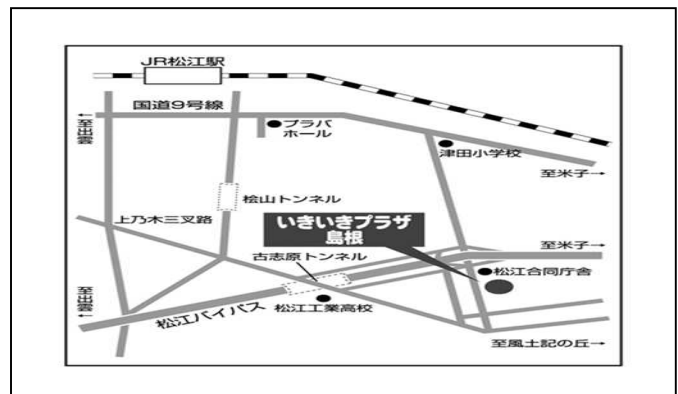 JR松江駅
国道9号線
←至出雲
プラバ
ホール
津田小学校
至米子→
桧山トンネル
上乃木三叉路
いきいきプラザ
島根
古志原トンネル
至米子→
松江合同庁舎
←至出雲
松江バイパス
松江工業高校
至風土記の丘→